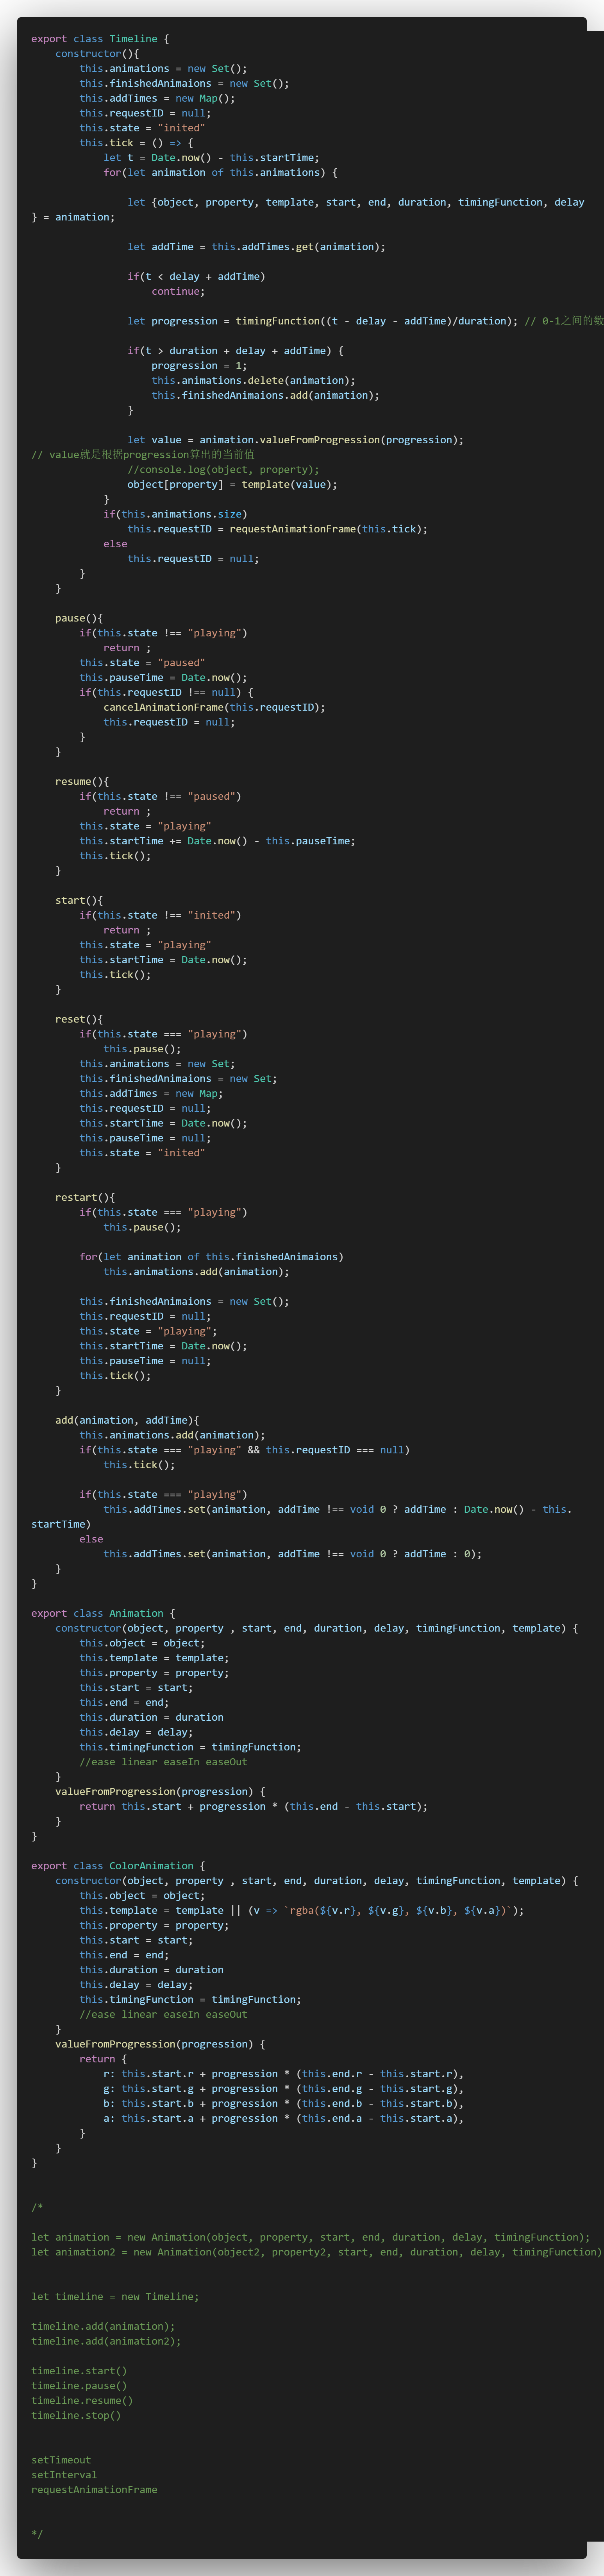 export class Timeline {
    constructor(){
        this.animations = new Set();
        this.finishedAnimaions = new Set();
        this.addTimes = new Map();
        this.requestID = null;
        this.state = "inited"
        this.tick = () => {
            let t = Date.now() - this.startTime;
            for(let animation of this.animations) {

                let {object, property, template, start, end, duration, timingFunction, delay
} = animation;

                let addTime = this.addTimes.get(animation);

                if(t < delay + addTime)
                    continue;

                let progression = timingFunction((t - delay - addTime)/duration); // 0-1之间的数

                if(t > duration + delay + addTime) {
                    progression = 1;
                    this.animations.delete(animation);
                    this.finishedAnimaions.add(animation);
                }

                let value = animation.valueFromProgression(progression);
// value就是根据progression算出的当前值
                //console.log(object, property);
                object[property] = template(value);
            }
            if(this.animations.size)
                this.requestID = requestAnimationFrame(this.tick);
            else
                this.requestID = null;
        }
    }

    pause(){
        if(this.state !== "playing")
            return ;
        this.state = "paused"
        this.pauseTime = Date.now();
        if(this.requestID !== null) {
            cancelAnimationFrame(this.requestID);
            this.requestID = null;
        }
    }

    resume(){
        if(this.state !== "paused")
            return ;
        this.state = "playing"
        this.startTime += Date.now() - this.pauseTime;
        this.tick();
    }

    start(){
        if(this.state !== "inited")
            return ;
        this.state = "playing"
        this.startTime = Date.now();
        this.tick();
    }

    reset(){
        if(this.state === "playing")
            this.pause();
        this.animations = new Set;
        this.finishedAnimaions = new Set;
        this.addTimes = new Map;
        this.requestID = null;
        this.startTime = Date.now();
        this.pauseTime = null;
        this.state = "inited"
    }

    restart(){
        if(this.state === "playing")
            this.pause();

        for(let animation of this.finishedAnimaions)
            this.animations.add(animation);

        this.finishedAnimaions = new Set();
        this.requestID = null;
        this.state = "playing";
        this.startTime = Date.now();
        this.pauseTime = null;
        this.tick();
    }

    add(animation, addTime){
        this.animations.add(animation);
        if(this.state === "playing" && this.requestID === null)
            this.tick();

        if(this.state === "playing")
            this.addTimes.set(animation, addTime !== void 0 ? addTime : Date.now() - this.
startTime)
        else
            this.addTimes.set(animation, addTime !== void 0 ? addTime : 0);
    }
}

export class Animation {
    constructor(object, property , start, end, duration, delay, timingFunction, template) {
        this.object = object;
        this.template = template;
        this.property = property;
        this.start = start;
        this.end = end;
        this.duration = duration
        this.delay = delay;
        this.timingFunction = timingFunction;
        //ease linear easeIn easeOut
    }
    valueFromProgression(progression) {
        return this.start + progression * (this.end - this.start);
    }
}

export class ColorAnimation {
    constructor(object, property , start, end, duration, delay, timingFunction, template) {
        this.object = object;
        this.template = template || (v => `rgba(${v.r}, ${v.g}, ${v.b}, ${v.a})`);
        this.property = property;
        this.start = start;
        this.end = end;
        this.duration = duration
        this.delay = delay;
        this.timingFunction = timingFunction;
        //ease linear easeIn easeOut
    }
    valueFromProgression(progression) {
        return {
            r: this.start.r + progression * (this.end.r - this.start.r),
            g: this.start.g + progression * (this.end.g - this.start.g),
            b: this.start.b + progression * (this.end.b - this.start.b),
            a: this.start.a + progression * (this.end.a - this.start.a),
        }
    }
}


/*

let animation = new Animation(object, property, start, end, duration, delay, timingFunction);
let animation2 = new Animation(object2, property2, start, end, duration, delay, timingFunction)


let timeline = new Timeline;

timeline.add(animation);
timeline.add(animation2);

timeline.start()
timeline.pause()
timeline.resume()
timeline.stop()


setTimeout
setInterval
requestAnimationFrame


*/